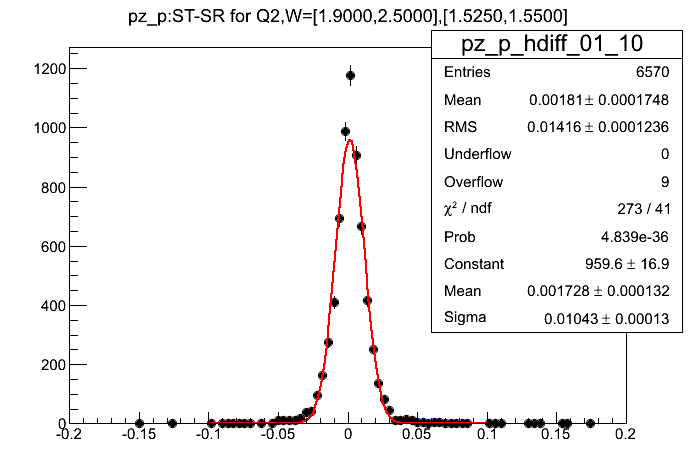 pz_p:ST-SR for Q2,W=[1.9000,2.5000],[1.5250,1.5500]
pz_p_hdiff_01_10
Entries 6570
Mean 0.00181± 0.0001748
RMS 0.01416± 0.0001236
Underflow 0
Overflow 9
χ² / ndf 273 / 41
Prob 4.839e-36
Constant 959.6 ± 16.9
Mean 0.001728 ± 0.000132
Sigma 0.01043 ± 0.00013
1200
1000
800
600
400
200
0
-0.2 -0.15 -0.1 -0.05 0 0.05 0.1 0.15 0.2